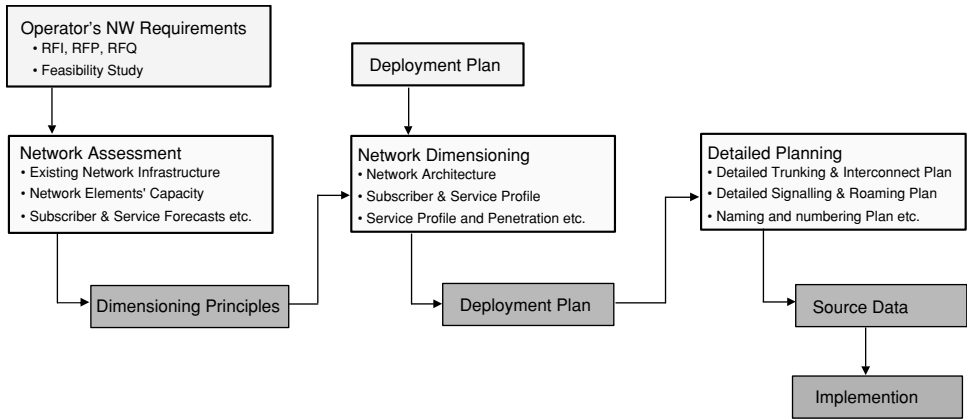 Operator's NW Requirements
• RFI, RFP, RFQ
• Feasibility Study
Deployment Plan
Network Assessment
• Existing Network Infrastructure
• Network Elements' Capacity
• Subscriber & Service Forecasts etc.
Network Dimensioning
• Network Architecture
• Subscriber & Service Profile
• Service Profile and Penetration etc.
Detailed Planning
• Detailed Trunking & Interconnect Plan
• Detailed Signalling & Roaming Plan
• Naming and numbering Plan etc.
Dimensioning Principles
Deployment Plan
Source Data
Implemention